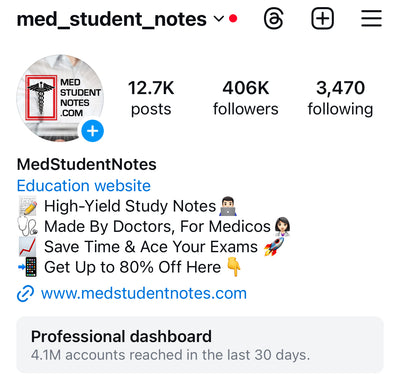 med_student_notes
MED
STUDENT
NOTES
.COM
12.7K
posts
406K
followers
3,470
following
MedStudentNotes
Education website
📝 High-Yield Study Notes👨🏻‍💻
🩺 Made By Doctors, For Medicos👩🏻‍⚕️
📈 Save Time & Ace Your Exams 🚀
📲 Get Up to 80% Off Here 👇
www.medstudentnotes.com
Professional dashboard
4.1M accounts reached in the last 30 days.